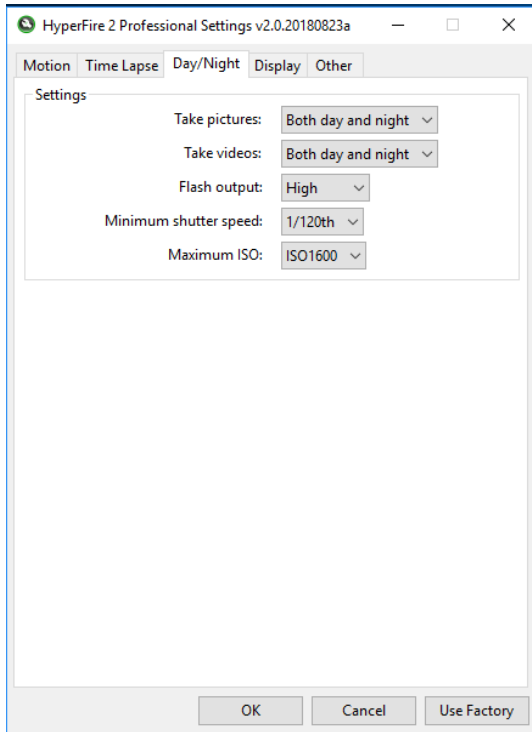 HyperFire 2 Professional Settings v2.0.20180823a
Motion Time Lapse Day/Night Display Other
Settings
Take pictures: Both day and night
Take videos: Both day and night
Flash output: High
Minimum shutter speed: 1/120th
Maximum ISO: ISO1600
OK Cancel Use Factory